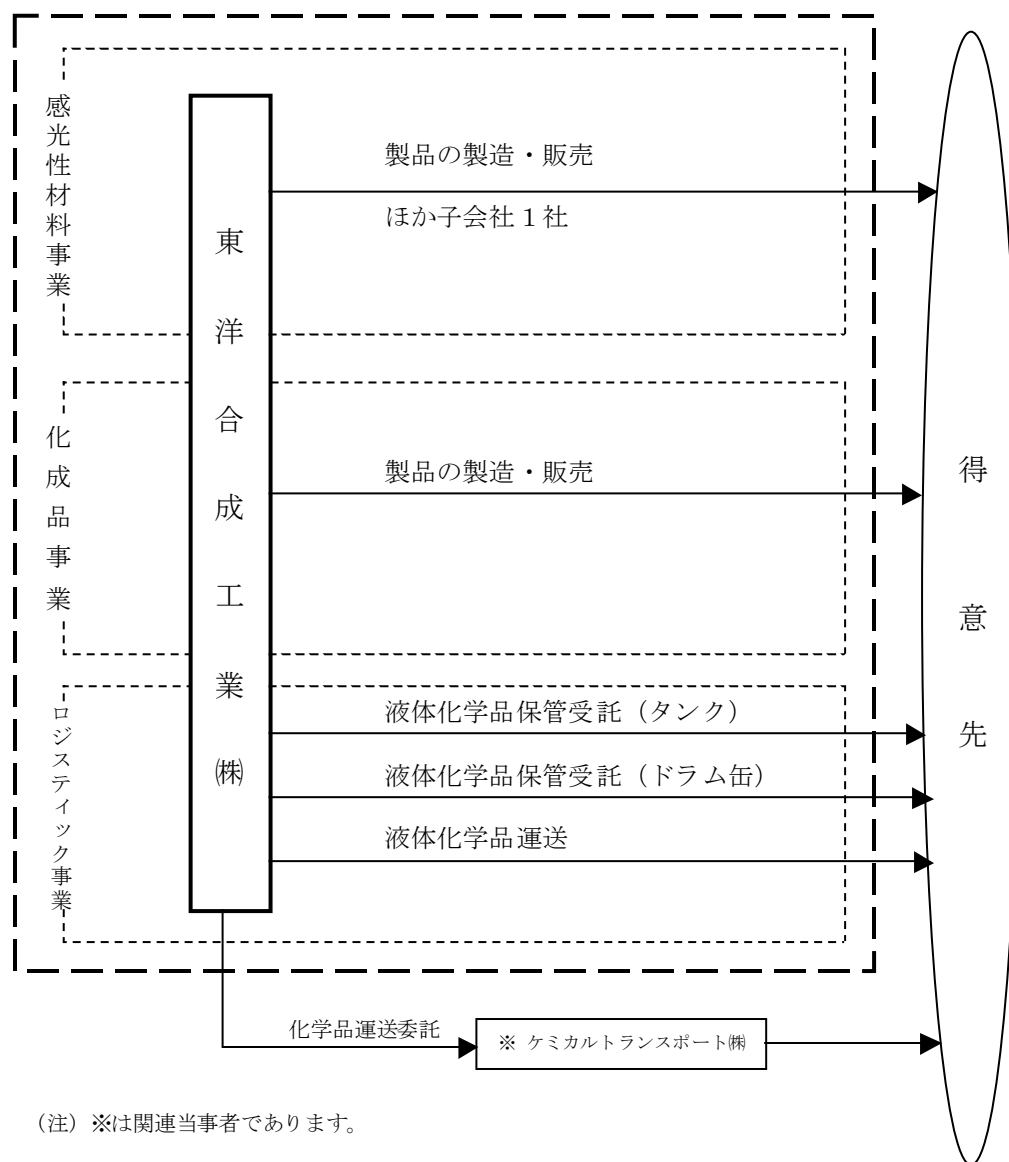 感光性材料事業
東洋合成工業㈱
製品の製造・販売
ほか子会社１社
化成品事業
製品の製造・販売
得意先
ロジスティック事業
液体化学品保管受託（タンク）
液体化学品保管受託（ドラム缶）
液体化学品運送
化学品運送委託
※ ケミカルトランスポート㈱
（注）※は関連当事者であります。